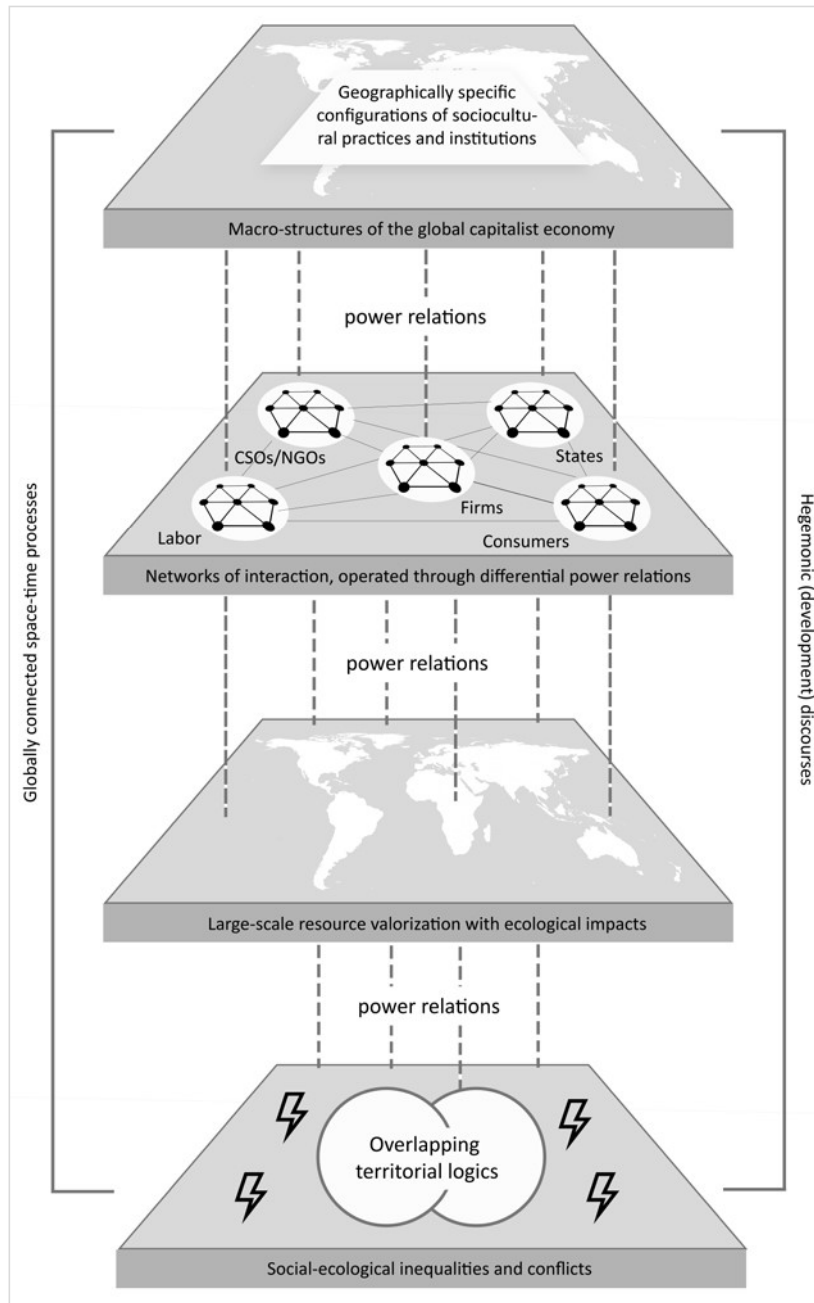 Geographically specific
configurations of sociocultu-
ral practices and institutions
Macro-structures of the global capitalist economy
power relations
CSOs/NGOs
States
Firms
Labor
Consumers
Networks of interaction, operated through differential power relations
power relations
Large-scale resource valorization with ecological impacts
power relations
Overlapping
territorial logics
Social-ecological inequalities and conflicts
Globally connected space-time processes
Hegemonic (development) discourses